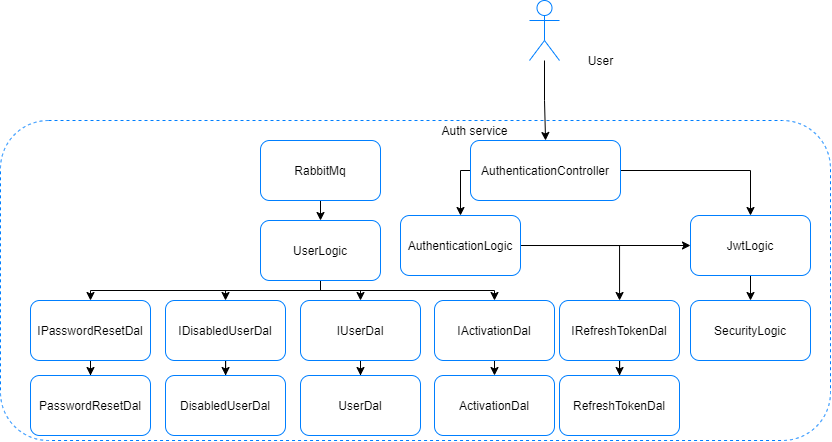 User
Auth service
RabbitMq
AuthenticationController
UserLogic
AuthenticationLogic
JwtLogic
IPasswordResetDal
IDisabledUserDal
IUserDal
IActivationDal
IRefreshTokenDal
SecurityLogic
PasswordResetDal
DisabledUserDal
UserDal
ActivationDal
RefreshTokenDal